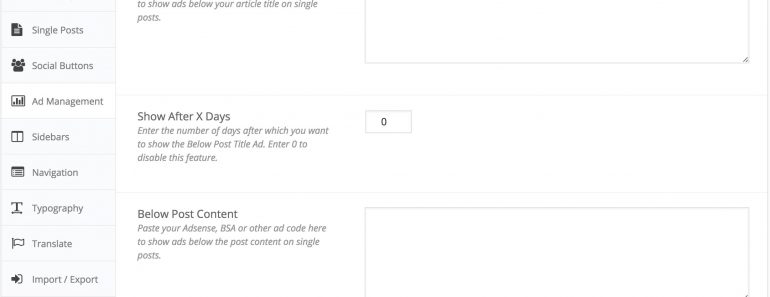 Single Posts
Social Buttons
Ad Management
Sidebars
Navigation
Typography
Translate
Import / Export
to show ads below your article title on single
posts.
Show After X Days
Enter the number of days after which you want
to show the Below Post Title Ad. Enter 0 to
disable this feature.
0
Below Post Content
Paste your Adsense, BSA or other ad code here
to show ads below the post content on single
posts.